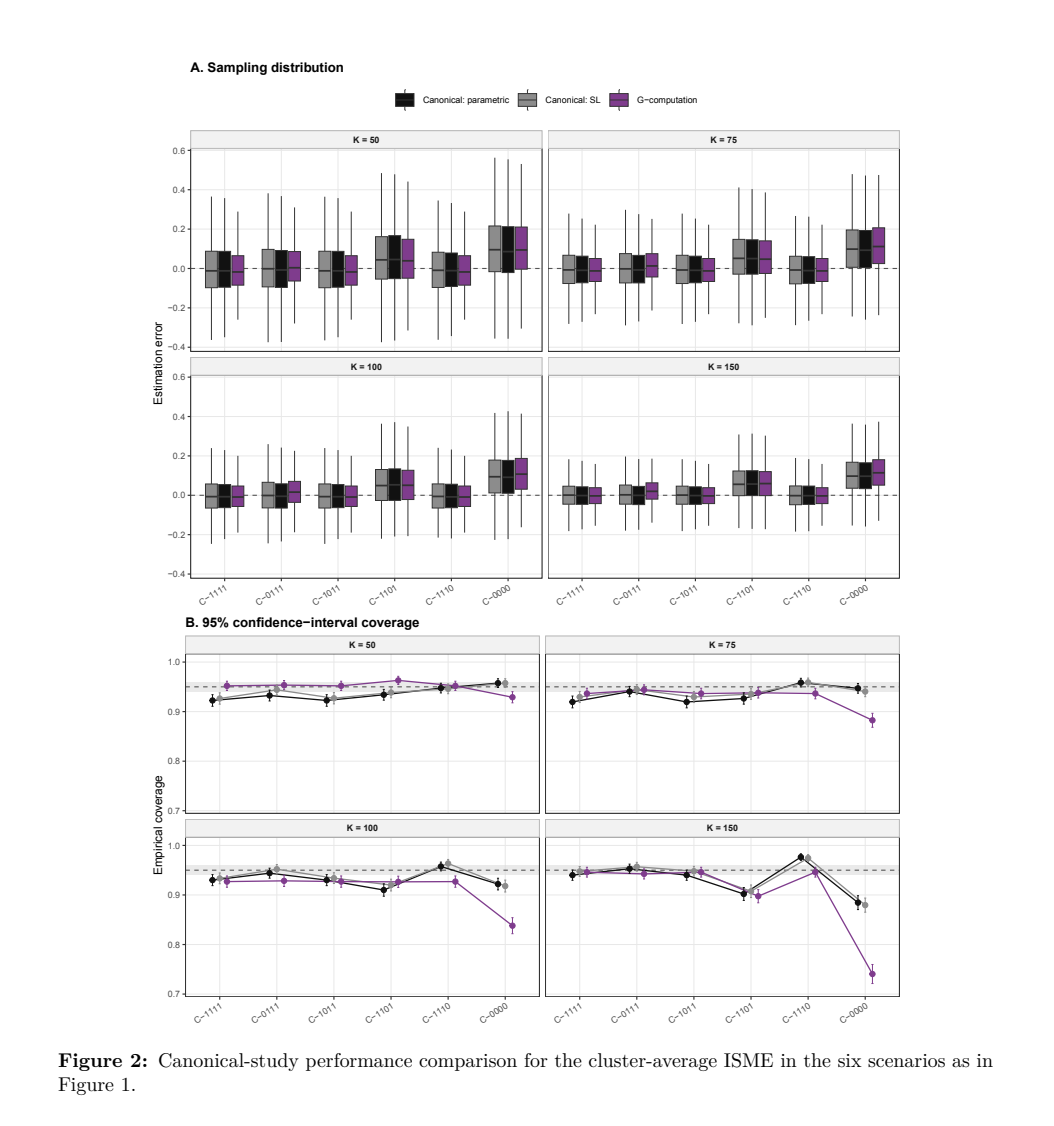 A. Sampling distribution
Canonical: parametric Canonical: SL G−computation
K = 50 K = 75
0.6
0.4
0.2
0.0
−0.2
−0.4
K = 100 K = 150
0.6
0.4
0.2
0.0
−0.2
−0.4
Estimation error
C−1111 C−0111 C−1011 C−1101 C−1110 C−0000 C−1111 C−0111 C−1011 C−1101 C−1110 C−0000
B. 95% confidence−interval coverage
K = 50 K = 75
1.0
0.9
0.8
0.7
K = 100 K = 150
1.0
0.9
0.8
0.7
Empirical coverage
C−1111 C−0111 C−1011 C−1101 C−1110 C−0000 C−1111 C−0111 C−1011 C−1101 C−1110 C−0000
Figure 2: Canonical-study performance comparison for the cluster-average ISME in the six scenarios as in
Figure 1.